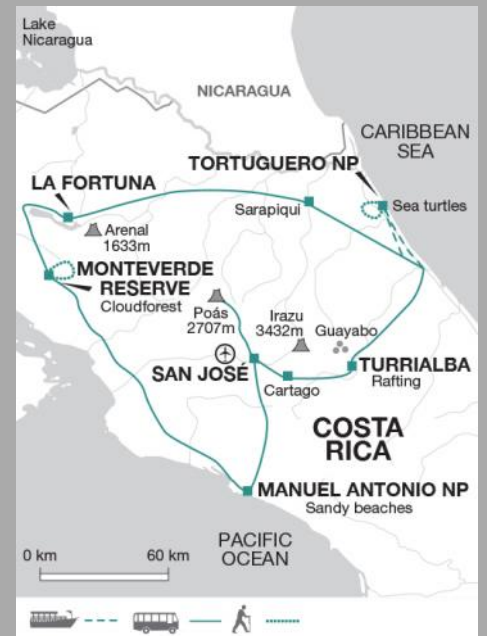 Lake
Nicaragua
NICARAGUA
CARIBBEAN
SEA
TORTUGUERO NP
LA FORTUNA
Sarapiqui
Sea turtles
Arenal
1633m
MONTEVERDE
RESERVE
Cloudforest
Poás
2707m
Irazu
3432m
Guayabo
SAN JOSÉ
Cartago
TURRIALBA
Rafting
COSTA
RICA
MANUEL ANTONIO NP
Sandy beaches
PACIFIC
OCEAN
0 km
60 km